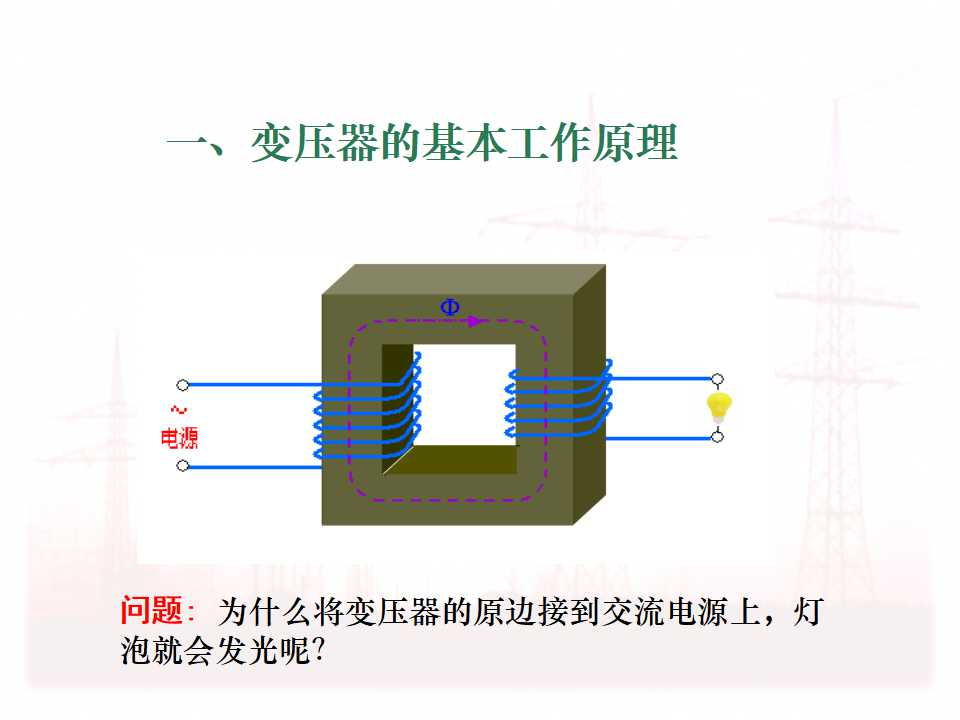 一、变压器的基本工作原理
Φ
~
电源
问题：为什么将变压器的原边接到交流电源上，灯
泡就会发光呢？